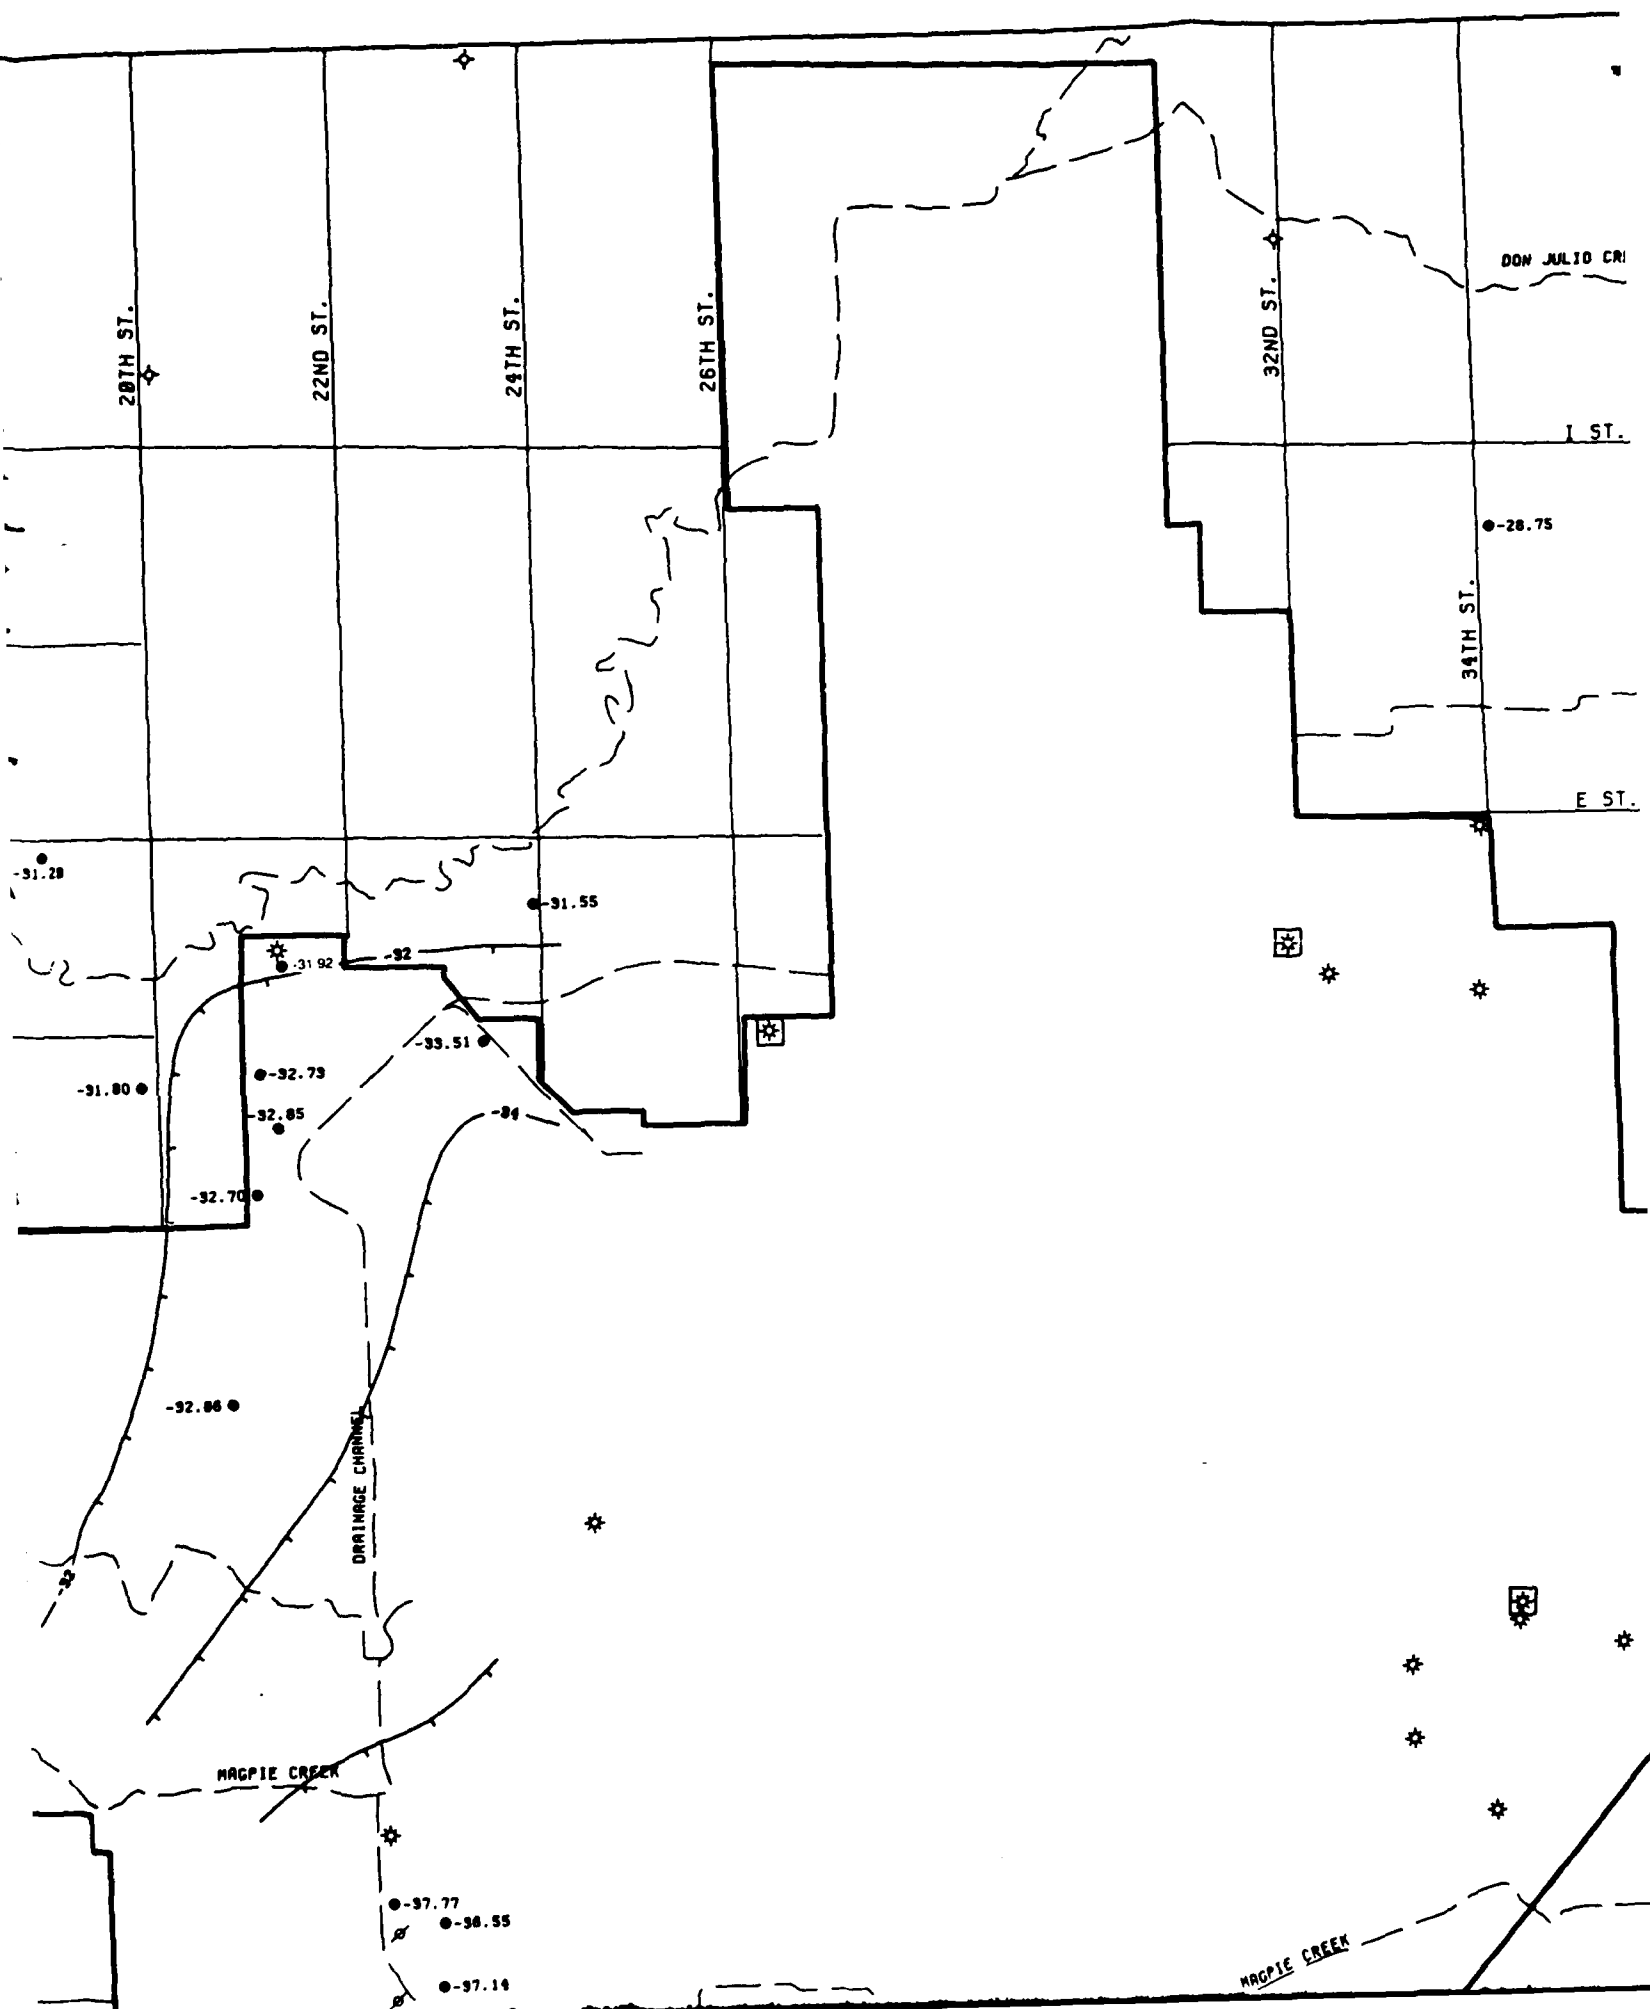 DON JULIO CR
20TH ST.
22ND ST.
24TH ST.
26TH ST.
32ND ST.
I ST.
-28.75
34TH ST.
E ST.
-31.28
-31.55
-32
-31 92
-33.51
-32.73
-31.80
-32.85
-34
-32.70
-32.86
DRAINAGE CHANNEL
-32
MAGPIE CREEK
-37.77
-36.55
MAGPIE CREEK
-37.14